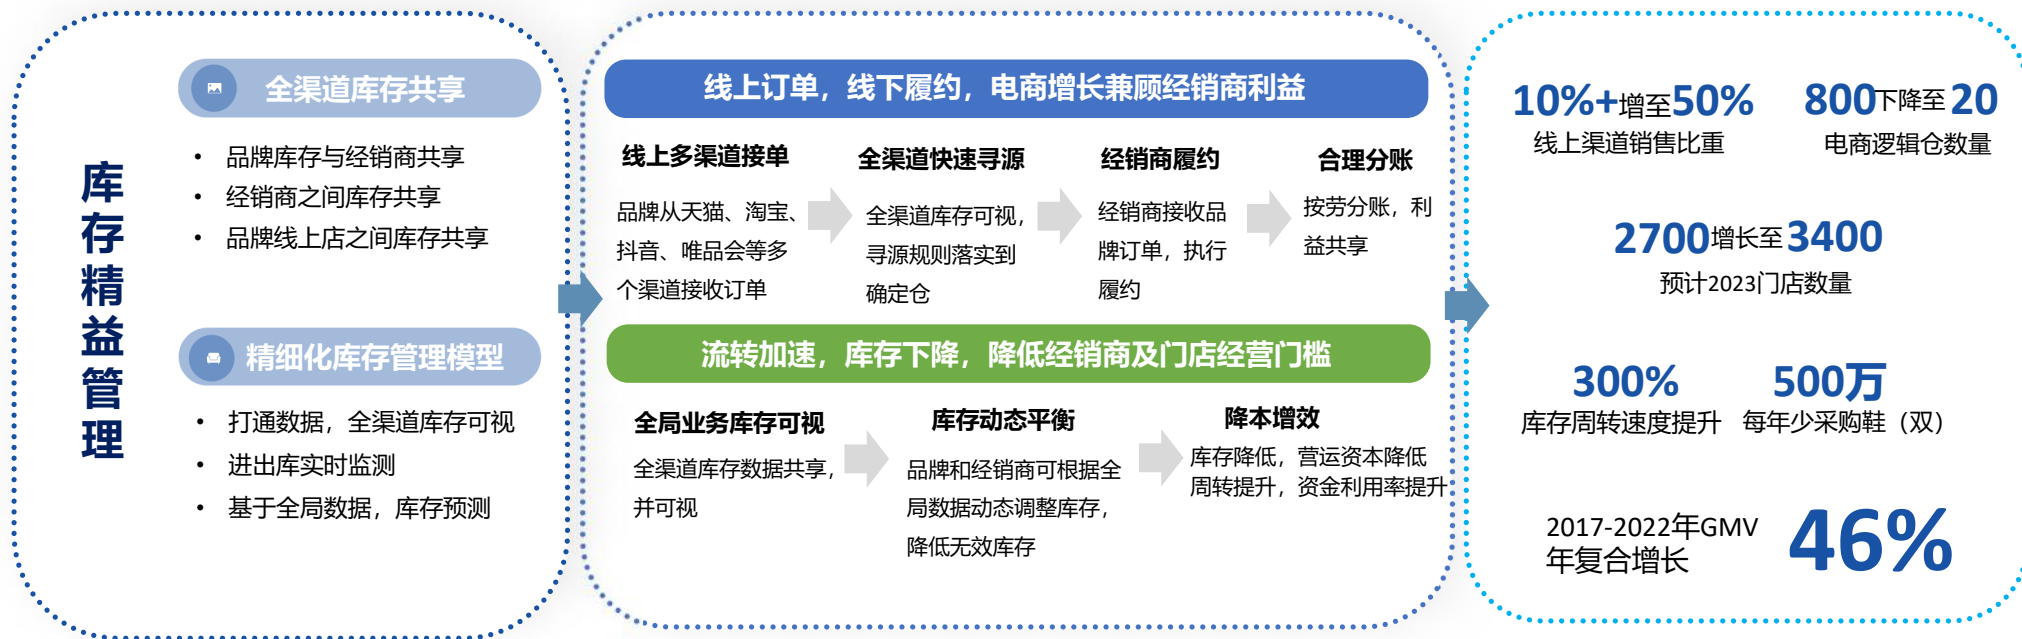 库存精益管理
全渠道库存共享
• 品牌库存与经销商共享
• 经销商之间库存共享
• 品牌线上店之间库存共享
精细化库存管理模型
• 打通数据，全渠道库存可视
• 进出库实时监测
• 基于全局数据，库存预测
线上订单，线下履约，电商增长兼顾经销商利益
线上多渠道接单
品牌从天猫、淘宝、
抖音、唯品会等多
个渠道接收订单
全渠道快速寻源
全渠道库存可视，
寻源规则落实到
确定仓
经销商履约
经销商接收品
牌订单，执行
履约
合理分账
按劳分账，利
益共享
流转加速，库存下降，降低经销商及门店经营门槛
全局业务库存可视
全渠道库存数据共享，
并可视
库存动态平衡
品牌和经销商可根据全
局数据动态调整库存，
降低无效库存
降本增效
库存降低，营运资本降低
周转提升，资金利用率提升
10%+增至50%
线上渠道销售比重
800下降至20
电商逻辑仓数量
2700增长至3400
预计2023门店数量
300%
库存周转速度提升
500万
每年少采购鞋（双）
2017-2022年GMV
年复合增长
46%